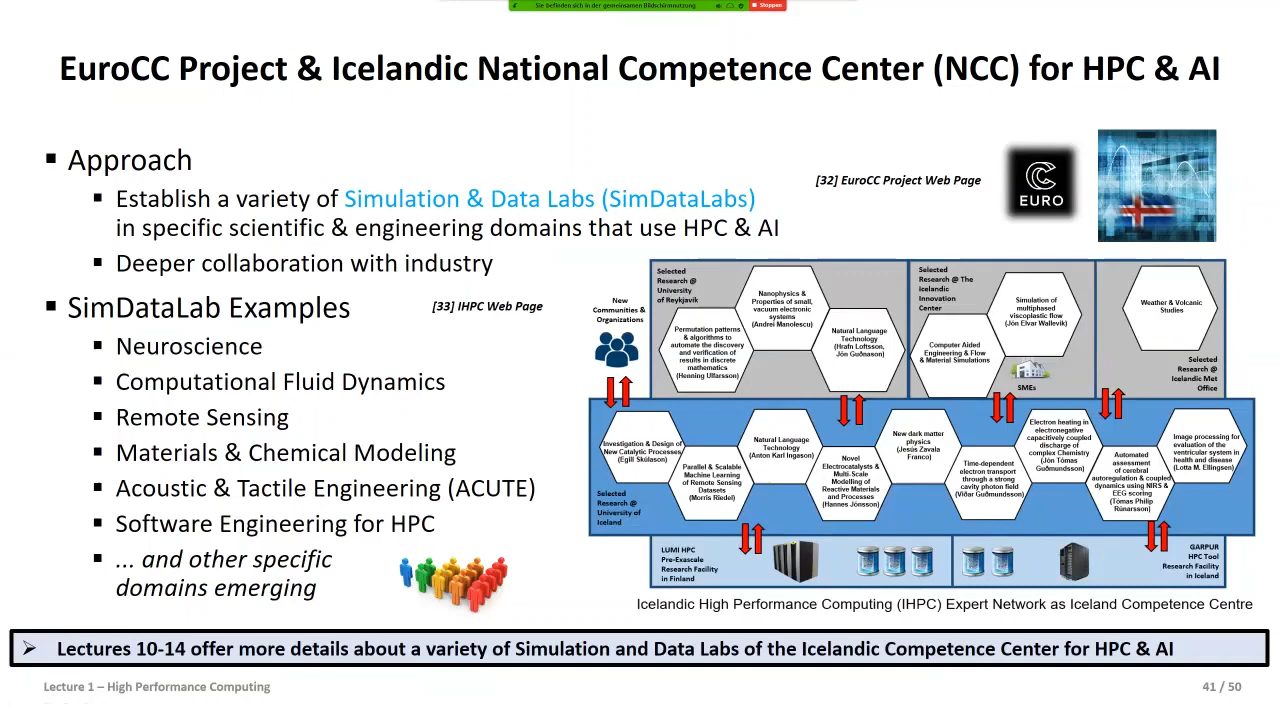 Sie befinden sich in der gemeinsamen Bildschirmnutzung
Stoppen
EuroCC Project & Icelandic National Competence Center (NCC) for HPC & AI
Approach
Establish a variety of Simulation & Data Labs (SimDataLabs)
in specific scientific & engineering domains that use HPC & AI
Deeper collaboration with industry
SimDataLab Examples
[33] IHPC Web Page
Neuroscience
Computational Fluid Dynamics
Remote Sensing
Materials & Chemical Modeling
Acoustic & Tactile Engineering (ACUTE)
Software Engineering for HPC
... and other specific
domains emerging
[32] EuroCC Project Web Page
EURO
New
Communities &
Organizations
Selected
Research @
University
of Reykjavik
Permutation patterns
& algorithms to
automate the discovery
and verification of
results in discrete
mathematics
(Henning Ulfarsson)
Nanophysics &
Properties of small,
vacuum electronic
systems
(Andrei Manolescu)
Natural Language
Technology
(Hrafn Loftsson,
Jón Guðnason)
Selected
Research @ The
Icelandic
Innovation
Center
Computer Aided
Engineering & Flow
& Material Simulations
Simulation of
multiphased
viscoplastic flow
(Jón Elvar Wallevik)
SMEs
Weather & Volcanic
Studies
Selected
Research @
Icelandic Met
Office
Investigation & Design of
New Catalytic Processes
(Egill Skúlason)
Selected
Research @
University of
Iceland
Parallel & Scalable
Machine Learning
of Remote Sensing
Datasets
(Morris Riedel)
Natural Language
Technology
(Anton Karl Ingason)
Novel
Electrocatalysts &
Multi-Scale
Modelling of
Reactive Materials
and Processes
(Hannes Jónsson)
New dark matter
physics
(Jesús Zavala
Franco)
Time-dependent
electron transport
through a strong
cavity photon field
(Viðar Guðmundsson)
Electron heating in
electronegative
capacitively coupled
discharge of
complex Chemistry
(Jón Tómas
Guðmundsson)
Automated
assessment
of cerebral
autoregulation & coupled
dynamics using NIRS &
EEG scoring
(Tómas Philip
Rúnarsson)
Image processing for
evaluation of the
ventricular system in
health and disease
(Lotta M. Ellingsen)
LUMI HPC
Pre-Exascale
Research Facility
in Finland
GARPUR
HPC Tool
Research Facility
in Iceland
Icelandic High Performance Computing (IHPC) Expert Network as Iceland Competence Centre
Lectures 10-14 offer more details about a variety of Simulation and Data Labs of the Icelandic Competence Center for HPC & AI
Lecture 1 – High Performance Computing
41 / 50